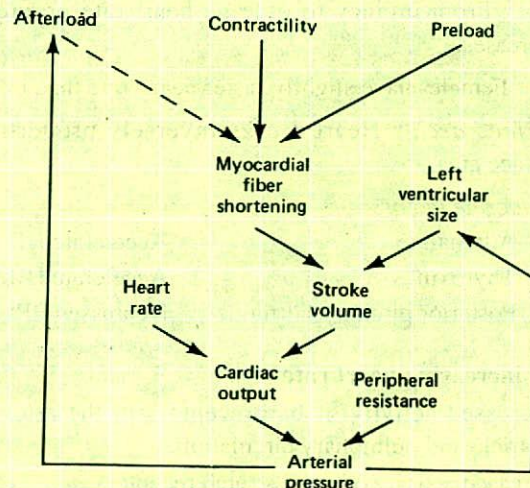 Afterload
Contractility
Preload
Myocardial
fiber
shortening
Left
ventricular
size
Heart
rate
Stroke
volume
Cardiac
output
Peripheral
resistance
Arterial
pressure